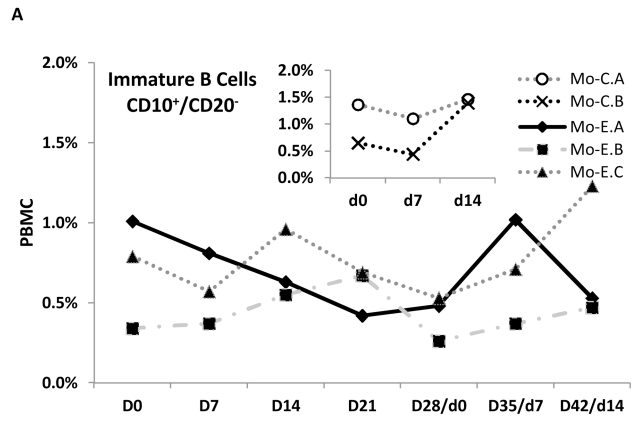 A
Immature B Cells
CD10⁺/CD20⁻
2.0%
1.5%
1.0%
0.5%
0.0%
PBMC
D0 D7 D14 D21 D28/d0 D35/d7 D42/d14
2.0%
1.5%
1.0%
0.5%
0.0%
d0 d7 d14
Mo-C.A
Mo-C.B
Mo-E.A
Mo-E.B
Mo-E.C